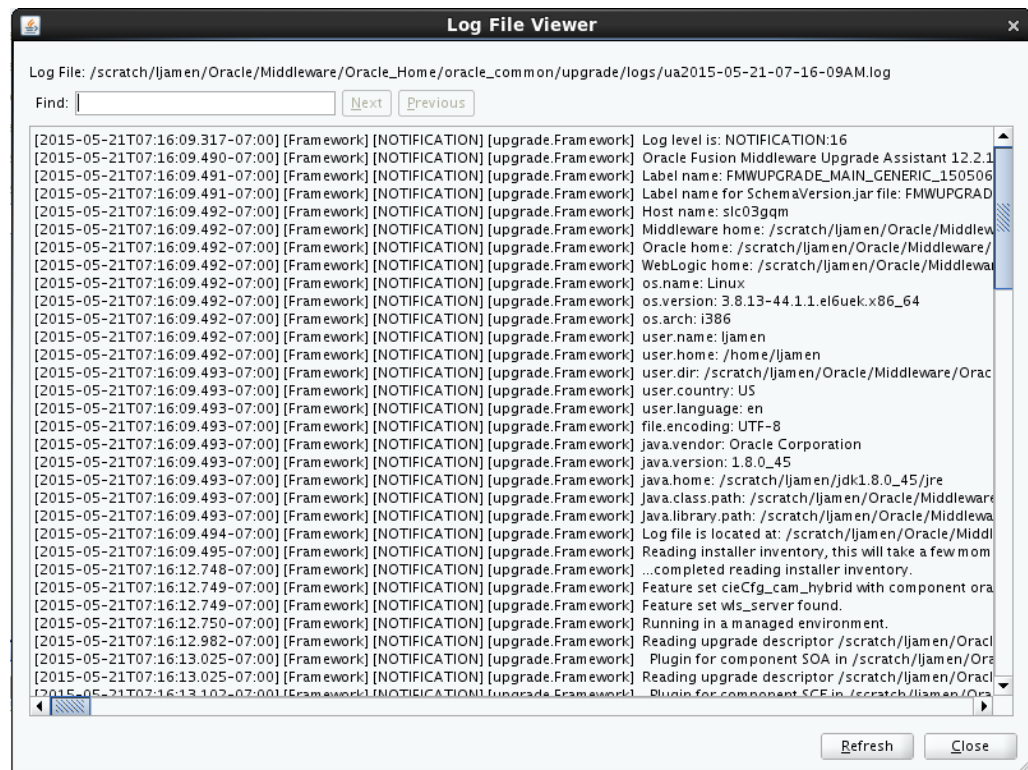 Log File Viewer
Log File: /scratch/ljamen/Oracle/Middleware/Oracle_Home/oracle_common/upgrade/logs/ua2015-05-21-07-16-09AM.log
Find: Next Previous
[2015-05-21T07:16:09.317-07:00] [Framework] [NOTIFICATION] [upgrade.Framework] Log level is: NOTIFICATION:16
[2015-05-21T07:16:09.490-07:00] [Framework] [NOTIFICATION] [upgrade.Framework] Oracle Fusion Middleware Upgrade Assistant 12.2.1
[2015-05-21T07:16:09.491-07:00] [Framework] [NOTIFICATION] [upgrade.Framework] Label name: FMWUPGRADE_MAIN_GENERIC_150506
[2015-05-21T07:16:09.491-07:00] [Framework] [NOTIFICATION] [upgrade.Framework] Label name for SchemaVersion.jar file: FMWUPGRAD
[2015-05-21T07:16:09.492-07:00] [Framework] [NOTIFICATION] [upgrade.Framework] Host name: slc03gqm
[2015-05-21T07:16:09.492-07:00] [Framework] [NOTIFICATION] [upgrade.Framework] Middleware home: /scratch/ljamen/Oracle/Middlew
[2015-05-21T07:16:09.492-07:00] [Framework] [NOTIFICATION] [upgrade.Framework] Oracle home: /scratch/ljamen/Oracle/Middleware/
[2015-05-21T07:16:09.492-07:00] [Framework] [NOTIFICATION] [upgrade.Framework] WebLogic home: /scratch/ljamen/Oracle/Middlewar
[2015-05-21T07:16:09.492-07:00] [Framework] [NOTIFICATION] [upgrade.Framework] os.name: Linux
[2015-05-21T07:16:09.492-07:00] [Framework] [NOTIFICATION] [upgrade.Framework] os.version: 3.8.13-44.1.1.el6uek.x86_64
[2015-05-21T07:16:09.492-07:00] [Framework] [NOTIFICATION] [upgrade.Framework] os.arch: i386
[2015-05-21T07:16:09.492-07:00] [Framework] [NOTIFICATION] [upgrade.Framework] user.name: ljamen
[2015-05-21T07:16:09.492-07:00] [Framework] [NOTIFICATION] [upgrade.Framework] user.home: /home/ljamen
[2015-05-21T07:16:09.493-07:00] [Framework] [NOTIFICATION] [upgrade.Framework] user.dir: /scratch/ljamen/Oracle/Middleware/Orac
[2015-05-21T07:16:09.493-07:00] [Framework] [NOTIFICATION] [upgrade.Framework] user.country: US
[2015-05-21T07:16:09.493-07:00] [Framework] [NOTIFICATION] [upgrade.Framework] user.language: en
[2015-05-21T07:16:09.493-07:00] [Framework] [NOTIFICATION] [upgrade.Framework] file.encoding: UTF-8
[2015-05-21T07:16:09.493-07:00] [Framework] [NOTIFICATION] [upgrade.Framework] java.vendor: Oracle Corporation
[2015-05-21T07:16:09.493-07:00] [Framework] [NOTIFICATION] [upgrade.Framework] java.version: 1.8.0_45
[2015-05-21T07:16:09.493-07:00] [Framework] [NOTIFICATION] [upgrade.Framework] java.home: /scratch/ljamen/jdk1.8.0_45/jre
[2015-05-21T07:16:09.493-07:00] [Framework] [NOTIFICATION] [upgrade.Framework] Java.class.path: /scratch/ljamen/Oracle/Middleware
[2015-05-21T07:16:09.493-07:00] [Framework] [NOTIFICATION] [upgrade.Framework] Java.library.path: /scratch/ljamen/Oracle/Middlewa
[2015-05-21T07:16:09.494-07:00] [Framework] [NOTIFICATION] [upgrade.Framework] Log file is located at: /scratch/ljamen/Oracle/Middl
[2015-05-21T07:16:09.495-07:00] [Framework] [NOTIFICATION] [upgrade.Framework] Reading installer inventory, this will take a few mom
[2015-05-21T07:16:12.748-07:00] [Framework] [NOTIFICATION] [upgrade.Framework] ...completed reading installer inventory.
[2015-05-21T07:16:12.749-07:00] [Framework] [NOTIFICATION] [upgrade.Framework] Feature set cieCfg_cam_hybrid with component ora
[2015-05-21T07:16:12.749-07:00] [Framework] [NOTIFICATION] [upgrade.Framework] Feature set wls_server found.
[2015-05-21T07:16:12.750-07:00] [Framework] [NOTIFICATION] [upgrade.Framework] Running in a managed environment.
[2015-05-21T07:16:12.982-07:00] [Framework] [NOTIFICATION] [upgrade.Framework] Reading upgrade descriptor /scratch/ljamen/Oracl
[2015-05-21T07:16:13.025-07:00] [Framework] [NOTIFICATION] [upgrade.Framework] Plugin for component SOA in /scratch/ljamen/Ora
[2015-05-21T07:16:13.025-07:00] [Framework] [NOTIFICATION] [upgrade.Framework] Reading upgrade descriptor /scratch/ljamen/Oracl
[2015-05-21T07:16:13.102-07:00] [Framework] [NOTIFICATION] [upgrade.Framework] Plugin for component SCE in /scratch/ljamen/Ora
Refresh Close